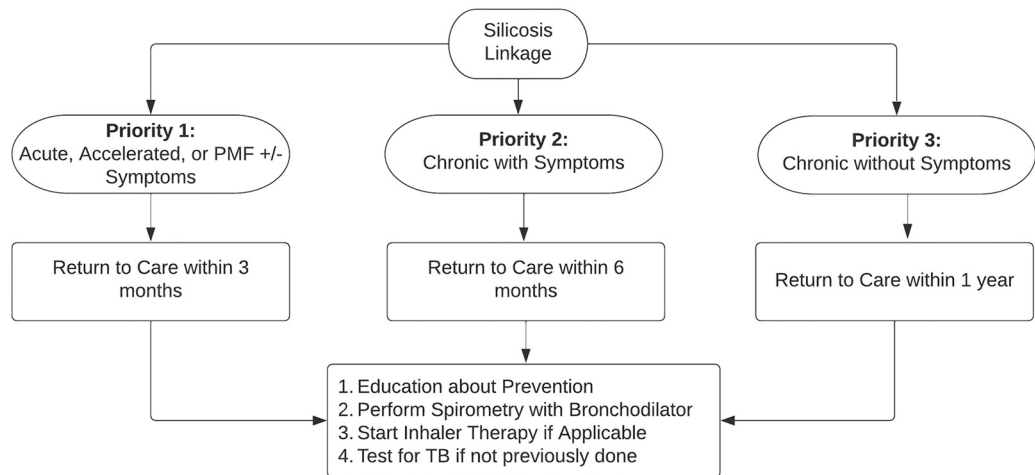 Silicosis
Linkage
Priority 1:
Acute, Accelerated, or PMF +/-
Symptoms
Priority 2:
Chronic with Symptoms
Priority 3:
Chronic without Symptoms
Return to Care within 3
months
Return to Care within 6
months
Return to Care within 1 year
1. Education about Prevention
2. Perform Spirometry with Bronchodilator
3. Start Inhaler Therapy if Applicable
4. Test for TB if not previously done